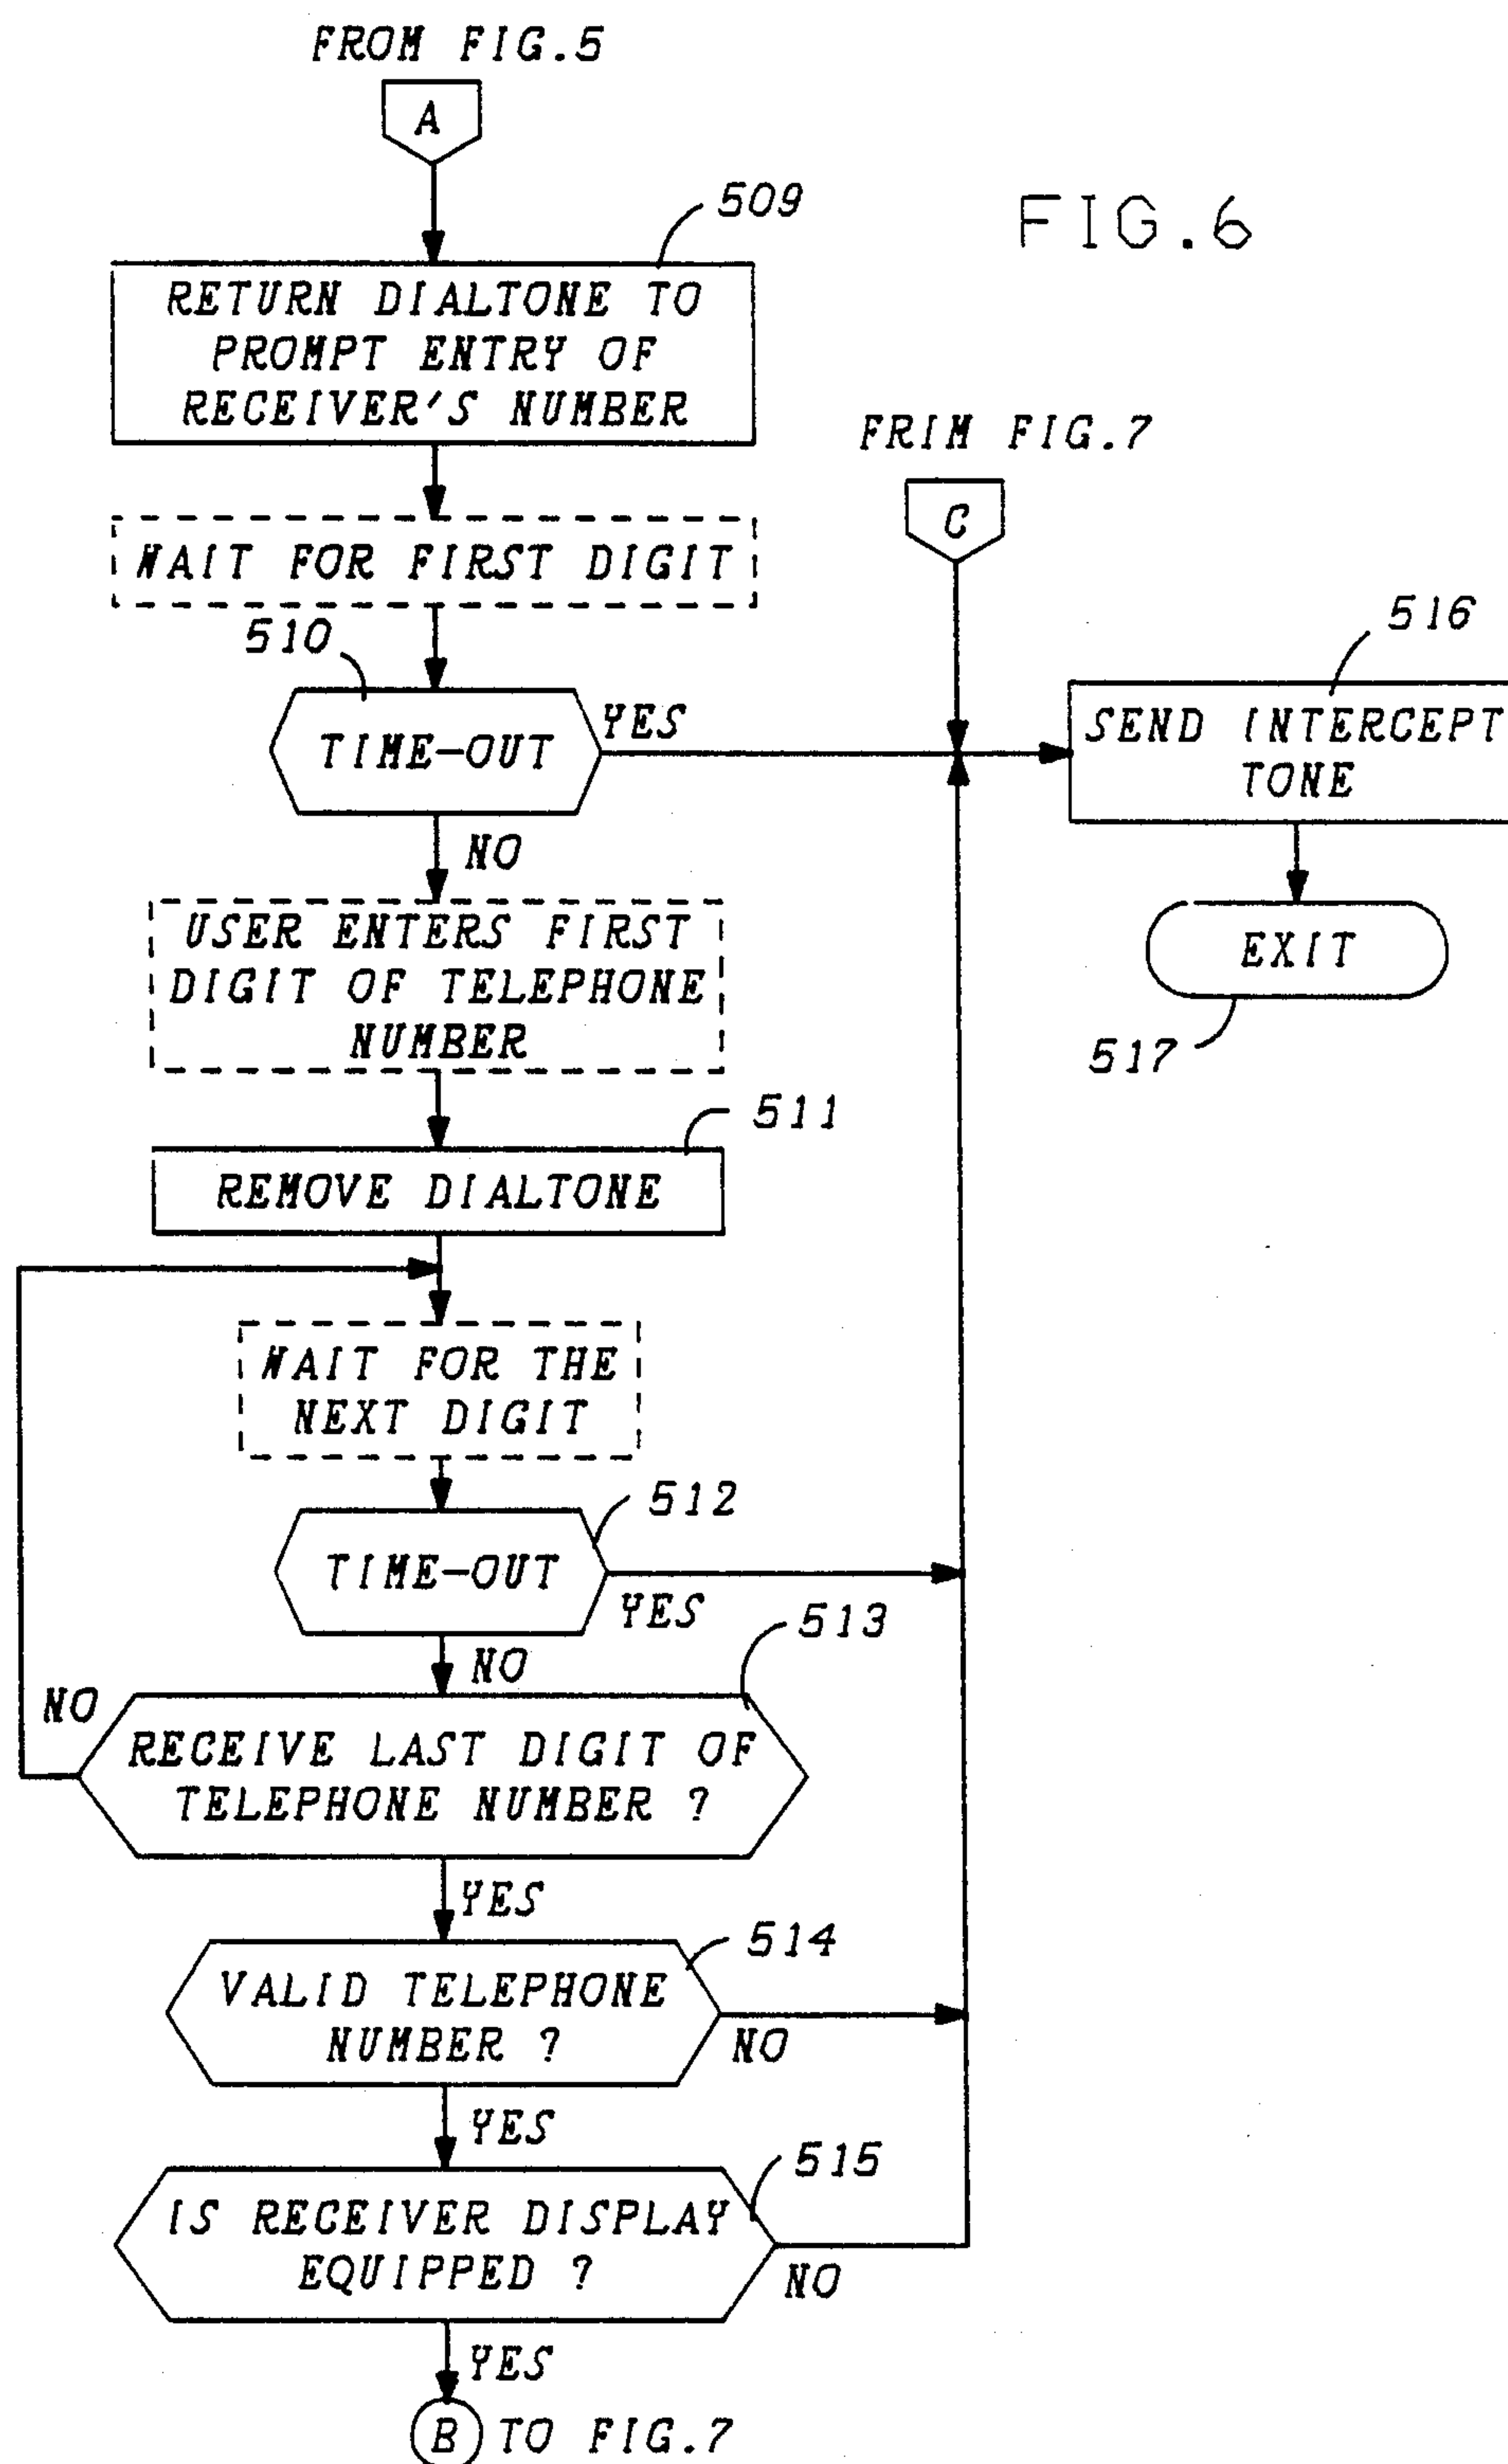 FROM FIG.5
A
509
FIG.6
RETURN DIALTONE TO
PROMPT ENTRY OF
RECEIVER'S NUMBER
FRIM FIG.7
C
WAIT FOR FIRST DIGIT
510
516
TIME-OUT
YES
SEND INTERCEPT
TONE
NO
USER ENTERS FIRST
DIGIT OF TELEPHONE
NUMBER
EXIT
517
511
REMOVE DIALTONE
WAIT FOR THE
NEXT DIGIT
512
TIME-OUT
YES
513
NO
NO
RECEIVE LAST DIGIT OF
TELEPHONE NUMBER ?
YES
514
VALID TELEPHONE
NUMBER ?
NO
YES
515
IS RECEIVER DISPLAY
EQUIPPED ?
NO
YES
B TO FIG.7